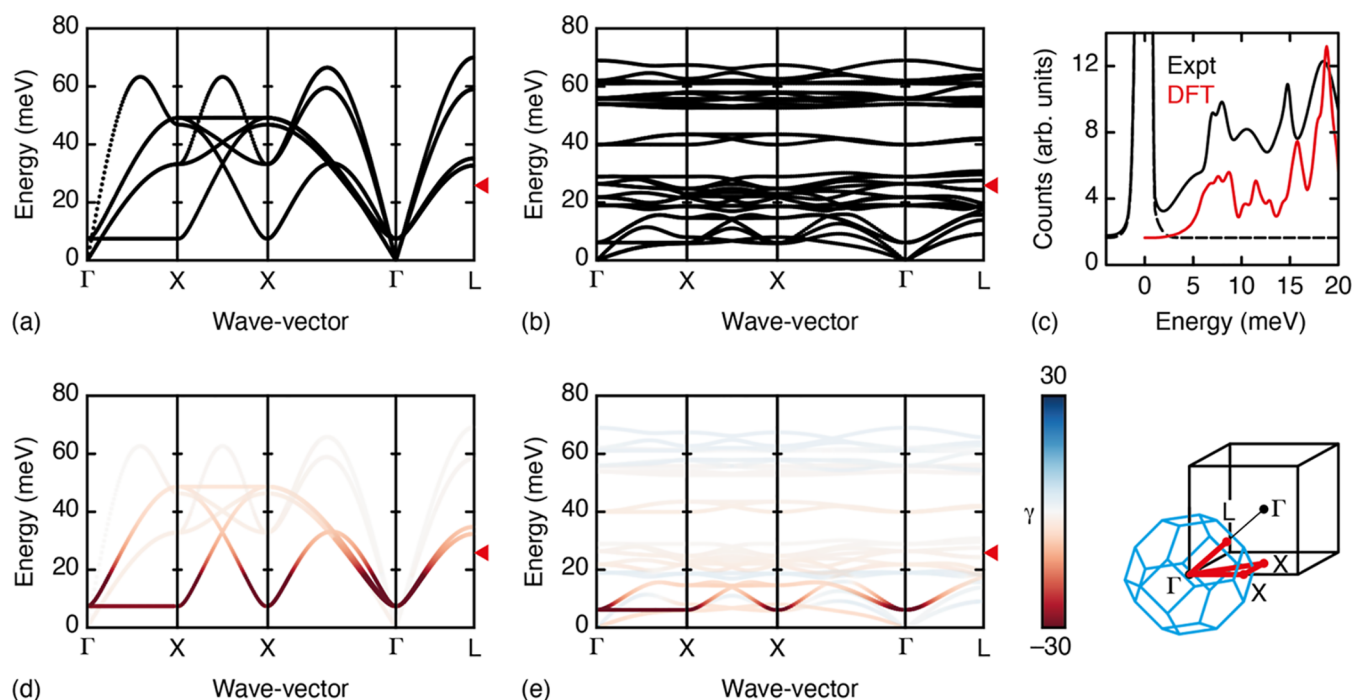 80
60
40
20
0
Energy (meV)
Γ X X Γ L
(a) Wave-vector
80
60
40
20
0
Energy (meV)
Γ X X Γ L
(b) Wave-vector
12
8
4
0
Counts (arb. units)
Expt
DFT
0 5 10 15 20
(c) Energy (meV)
80
60
40
20
0
Energy (meV)
Γ X X Γ L
(d) Wave-vector
80
60
40
20
0
Energy (meV)
Γ X X Γ L
(e) Wave-vector
30
γ
−30
L Γ
Γ X
X